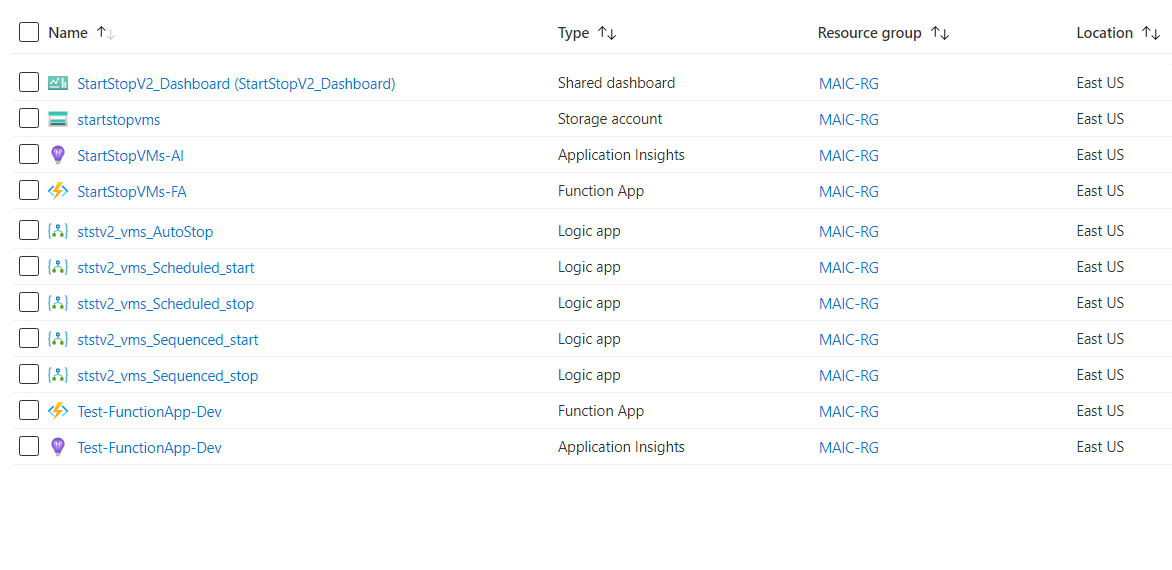 Name Type Resource group Location
StartStopV2_Dashboard (StartStopV2_Dashboard) Shared dashboard MAIC-RG East US
startstopvms Storage account MAIC-RG East US
StartStopVMs-AI Application Insights MAIC-RG East US
StartStopVMs-FA Function App MAIC-RG East US
ststv2_vms_AutoStop Logic app MAIC-RG East US
ststv2_vms_Scheduled_start Logic app MAIC-RG East US
ststv2_vms_Scheduled_stop Logic app MAIC-RG East US
ststv2_vms_Sequenced_start Logic app MAIC-RG East US
ststv2_vms_Sequenced_stop Logic app MAIC-RG East US
Test-FunctionApp-Dev Function App MAIC-RG East US
Test-FunctionApp-Dev Application Insights MAIC-RG East US